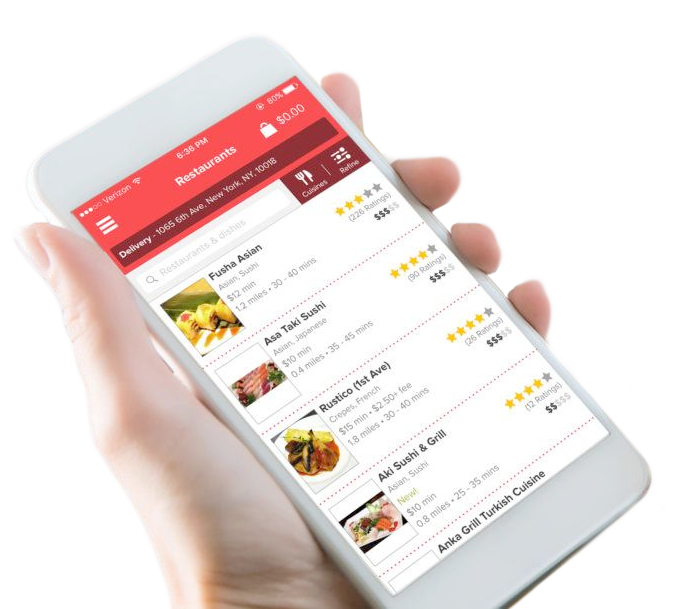 Verizon 6:36 PM 80%
Restaurants $0.00
Delivery - 1065 6th Ave, New York, NY, 10018
Restaurants & dishes
Cuisines Refine
Fusha Asian
Asian, Sushi
$12 min
1.2 miles • 30 - 40 mins
(226 Ratings)
$$$$$
Asa Taki Sushi
Asian, Japanese
$10 min
0.4 miles • 35 - 45 mins
(90 Ratings)
$$$$$
Rustico (1st Ave)
Crepes, French
$15 min • $2.50+ fee
1.8 miles • 30 - 40 mins
(26 Ratings)
$$$$$
Aki Sushi & Grill
Asian, Sushi
New!
$10 min
0.8 miles • 25 - 35 mins
(12 Ratings)
$$$$$
Anka Grill Turkish Cuisine